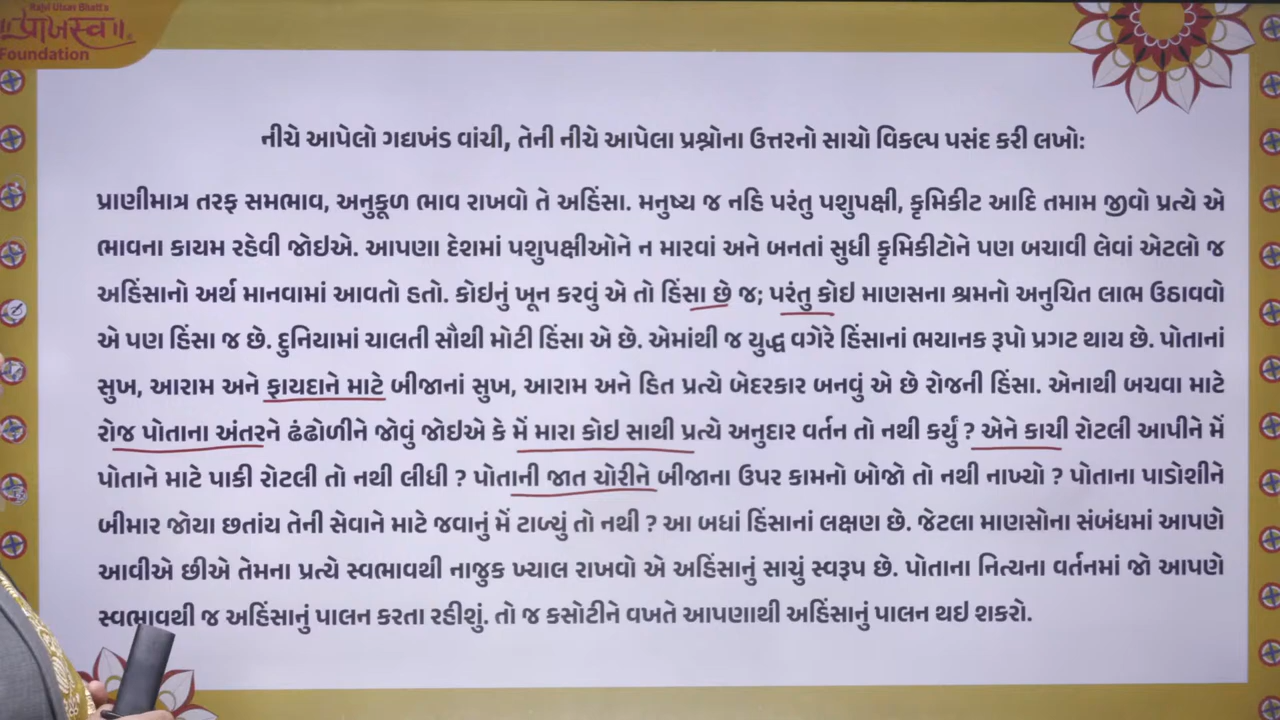 Rajvi Utsav Bhatt's
॥प्राणस्व॥
Foundation
નીચે આપેલો ગદ્યખંડ વાંચી, તેની નીચે આપેલા પ્રશ્નોના ઉત્તરનો સાચો વિકલ્પ પસંદ કરી લખો:
પ્રાણીમાત્ર તરફ સમભાવ, અનુકૂળ ભાવ રાખવો તે અહિંસા. મનુષ્ય જ નહિ પરંતુ પશુપક્ષી, કૃમિકીટ આદિ તમામ જીવો પ્રત્યે એ
ભાવના કાયમ રહેવી જોઇએ. આપણા દેશમાં પશુપક્ષીઓને ન મારવાં અને બનતાં સુધી કૃમિકીટોને પણ બચાવી લેવાં એટલો જ
અહિંસાનો અર્થ માનવામાં આવતો હતો. કોઇનું ખૂન કરવું એ તો હિંસા છે જ; પરંતુ કોઇ માણસના શ્રમનો અનુચિત લાભ ઉઠાવવો
એ પણ હિંસા જ છે. દુનિયામાં ચાલતી સૌથી મોટી હિંસા એ છે. એમાંથી જ યુદ્ધ વગેરે હિંસાનાં ભયાનક રૂપો પ્રગટ થાય છે. પોતાનાં
સુખ, આરામ અને ફાયદાને માટે બીજાનાં સુખ, આરામ અને હિત પ્રત્યે બેદરકાર બનવું એ છે રોજની હિંસા. એનાથી બચવા માટે
રોજ પોતાના અંતરને ઢંઢોળીને જોવું જોઇએ કે મેં મારા કોઇ સાથી પ્રત્યે અનુદાર વર્તન તો નથી કર્યું ? એને કાચી રોટલી આપીને મેં
પોતાને માટે પાકી રોટલી તો નથી લીધી ? પોતાની જાત ચોરીને બીજાના ઉપર કામનો બોજો તો નથી નાખ્યો ? પોતાના પાડોશીને
બીમાર જોયા છતાંય તેની સેવાને માટે જવાનું મેં ટાળ્યું તો નથી ? આ બધાં હિંસાનાં લક્ષણ છે. જેટલા માણસોના સંબંધમાં આપણે
આવીએ છીએ તેમના પ્રત્યે સ્વભાવથી નાજુક ખ્યાલ રાખવો એ અહિંસાનું સાચું સ્વરૂપ છે. પોતાના નિત્યના વર્તનમાં જો આપણે
સ્વભાવથી જ અહિંસાનું પાલન કરતા રહીશું. તો જ કસોટીને વખતે આપણાથી અહિંસાનું પાલન થઇ શકરો.